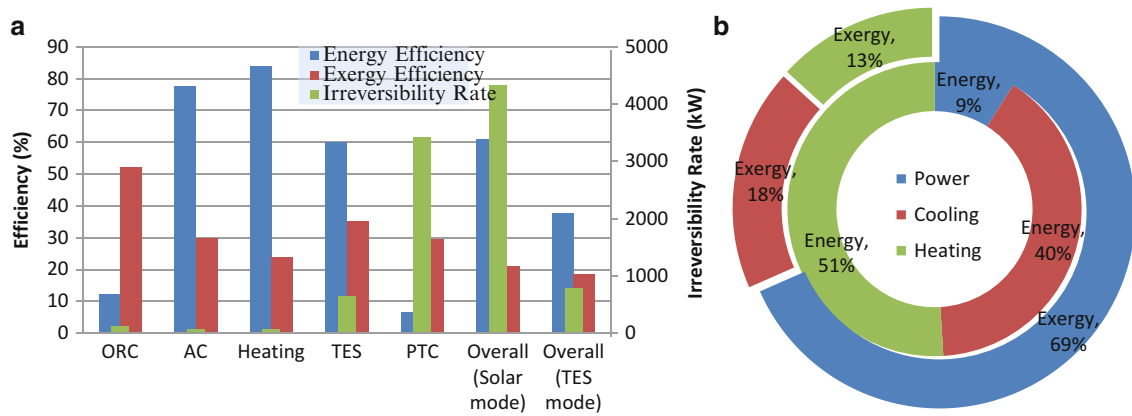 a
90
80
70
60
50
40
30
20
10
0
Efficiency (%)
Energy Efficiency
Exergy Efficiency
Irreversibility Rate
5000
4000
3000
2000
1000
0
Irreversibility Rate (kW)
ORC
AC
Heating
TES
PTC
Overall
(Solar
mode)
Overall
(TES
mode)
b
Exergy,
13%
Energy,
9%
Exergy,
18%
Power
Cooling
Heating
Energy,
51%
Energy,
40%
Exergy,
69%